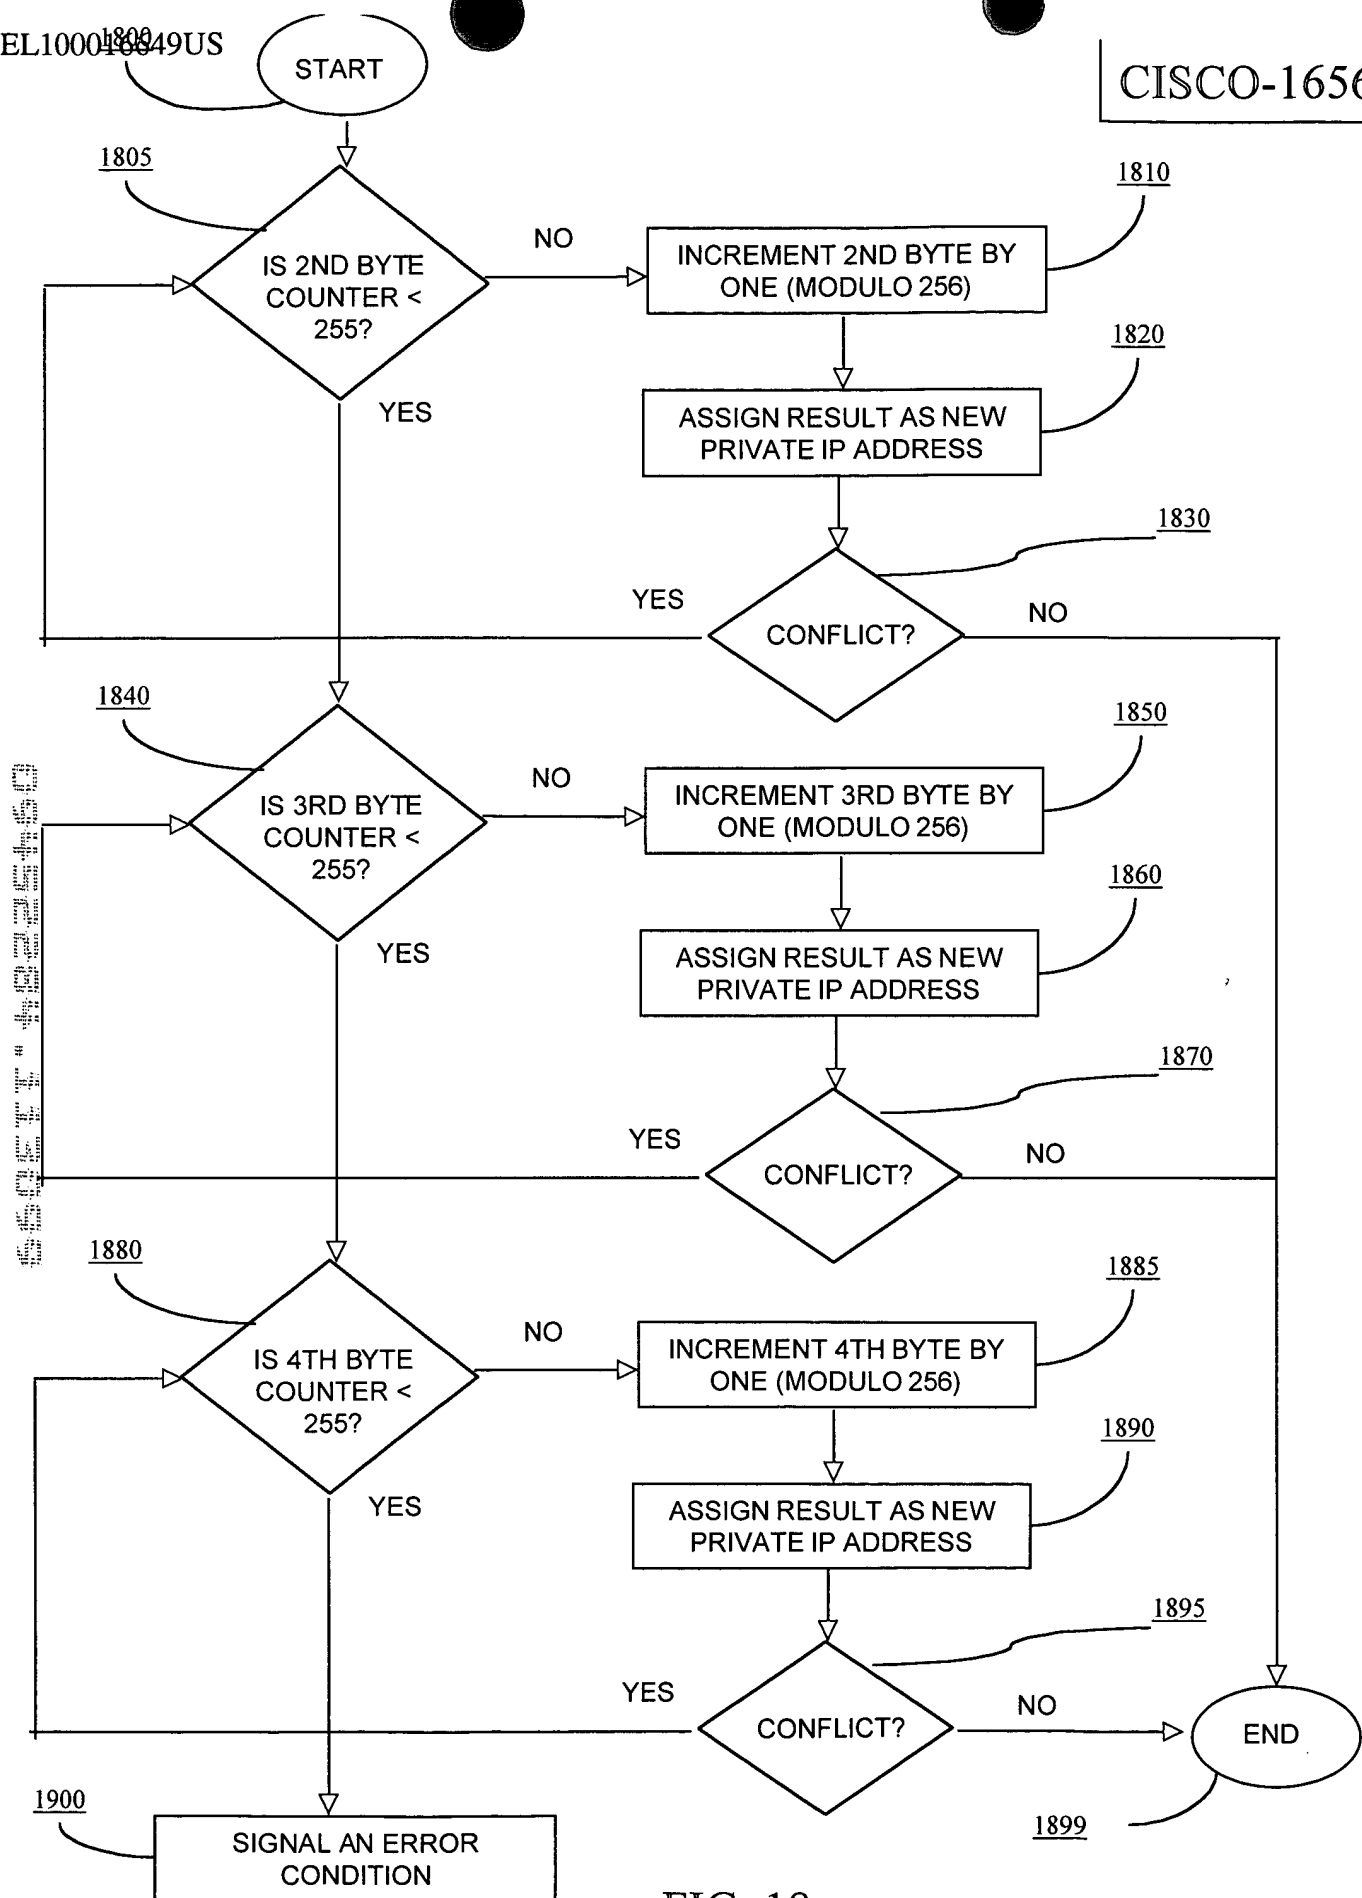 EL100016649US
1800
START
CISCO-1656
1805
1810
NO
IS 2ND BYTE
COUNTER <
255?
INCREMENT 2ND BYTE BY
ONE (MODULO 256)
1820
YES
ASSIGN RESULT AS NEW
PRIVATE IP ADDRESS
1830
YES
CONFLICT?
NO
1840
1850
NO
IS 3RD BYTE
COUNTER <
255?
INCREMENT 3RD BYTE BY
ONE (MODULO 256)
1860
YES
ASSIGN RESULT AS NEW
PRIVATE IP ADDRESS
1870
YES
CONFLICT?
NO
1880
1885
NO
IS 4TH BYTE
COUNTER <
255?
INCREMENT 4TH BYTE BY
ONE (MODULO 256)
1890
YES
ASSIGN RESULT AS NEW
PRIVATE IP ADDRESS
1895
YES
CONFLICT?
NO
END
1900
1899
SIGNAL AN ERROR
CONDITION